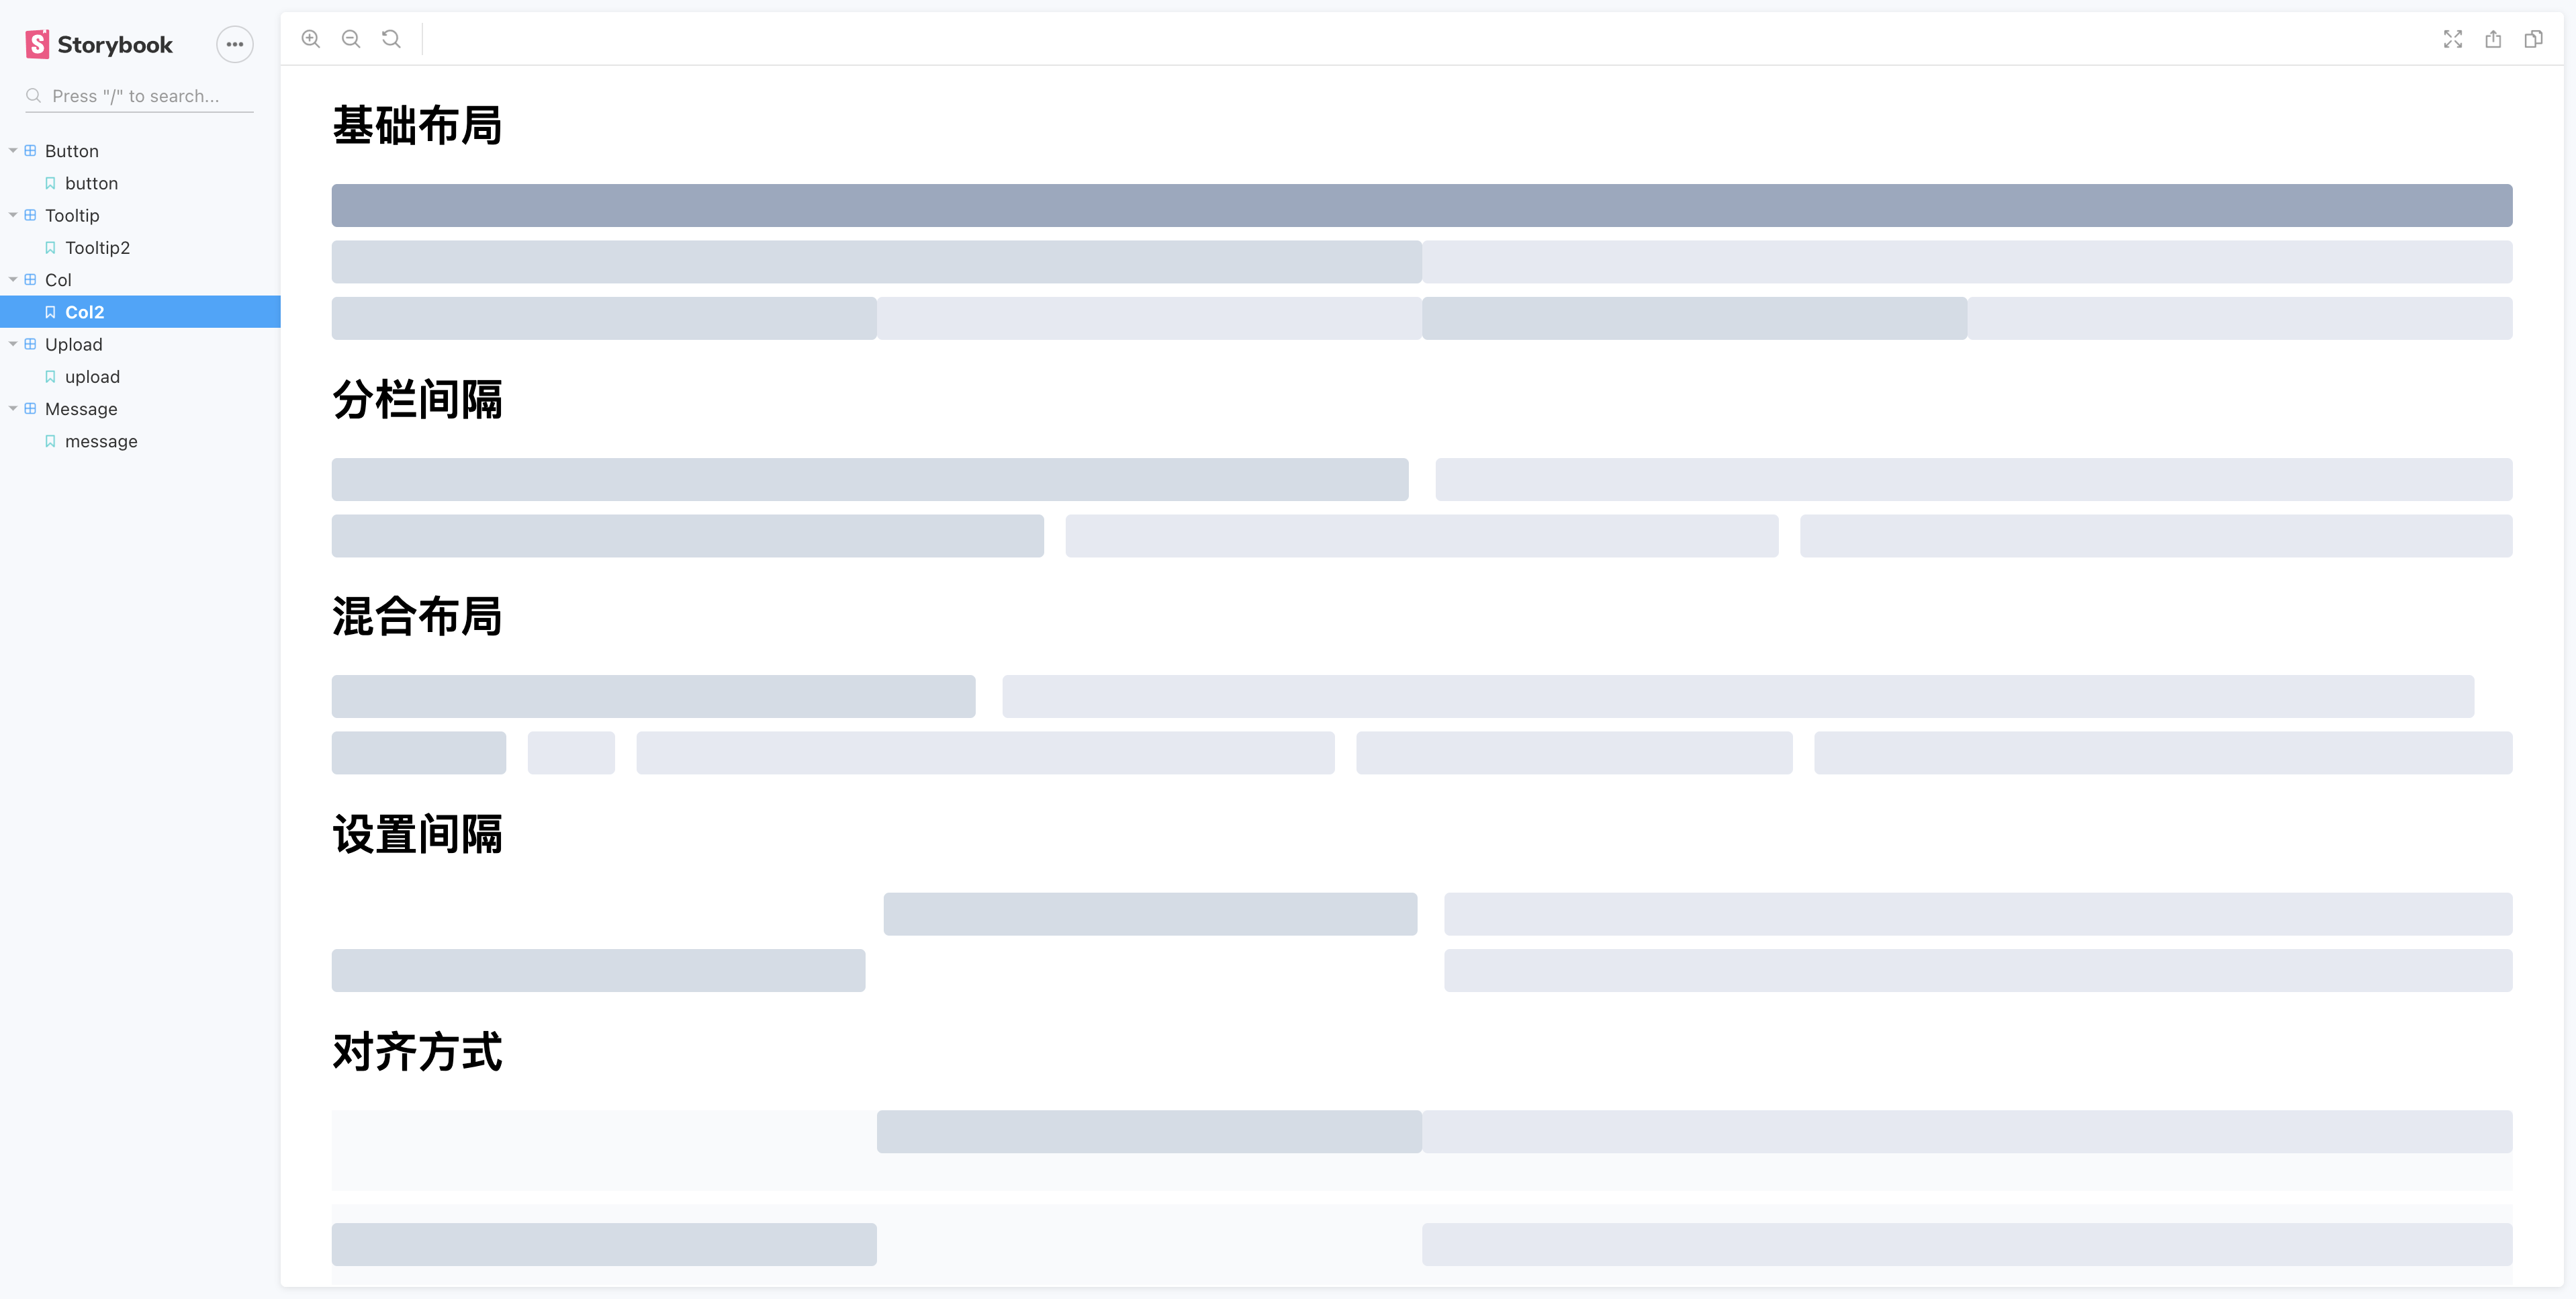 Storybook
Press "/" to search...
Button
button
Tooltip
Tooltip2
Col
Col2
Upload
upload
Message
message
基础布局
分栏间隔
混合布局
设置间隔
对齐方式